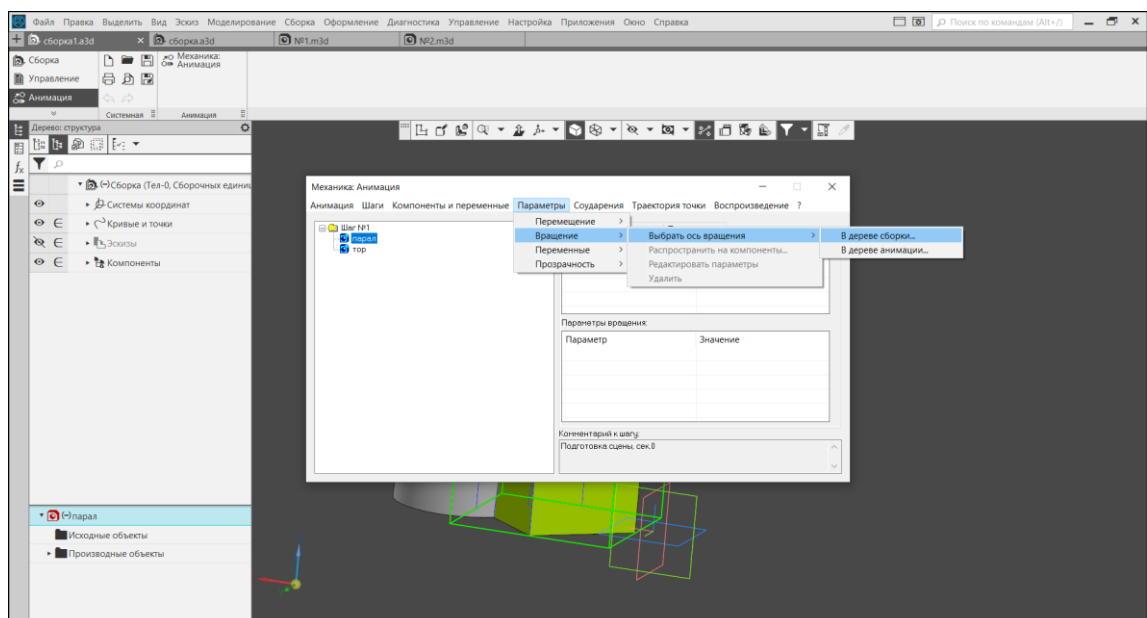 Файл Правка Выделить Вид Эскиз Моделирование Сборка Оформление Диагностика Управление Настройка Приложения Окно Справка Поиск по командам (Alt+/)
сборка1.a3d × сборка.a3d №1.m3d №2.m3d
Сборка
Управление
Анимация
Механика: Анимация
Системная
Анимация
Дерево: структура
(-)Сборка (Тел-0, Сборочных едини
Системы координат
Кривые и точки
Эскизы
Компоненты
(-)парал
Исходные объекты
Производные объекты
Механика: Анимация
Анимация Шаги Компоненты и переменные Параметры Соударения Траектория точки Воспроизведение ?
Шаг №1
парал
тор
Перемещение
Вращение
Переменные
Прозрачность
Выбрать ось вращения
Распространить на компоненты...
Редактировать параметры
Удалить
В дереве сборки...
В дереве анимации...
Параметры вращения:
Параметр Значение
Комментарий к шагу:
Подготовка сцены, сек.0